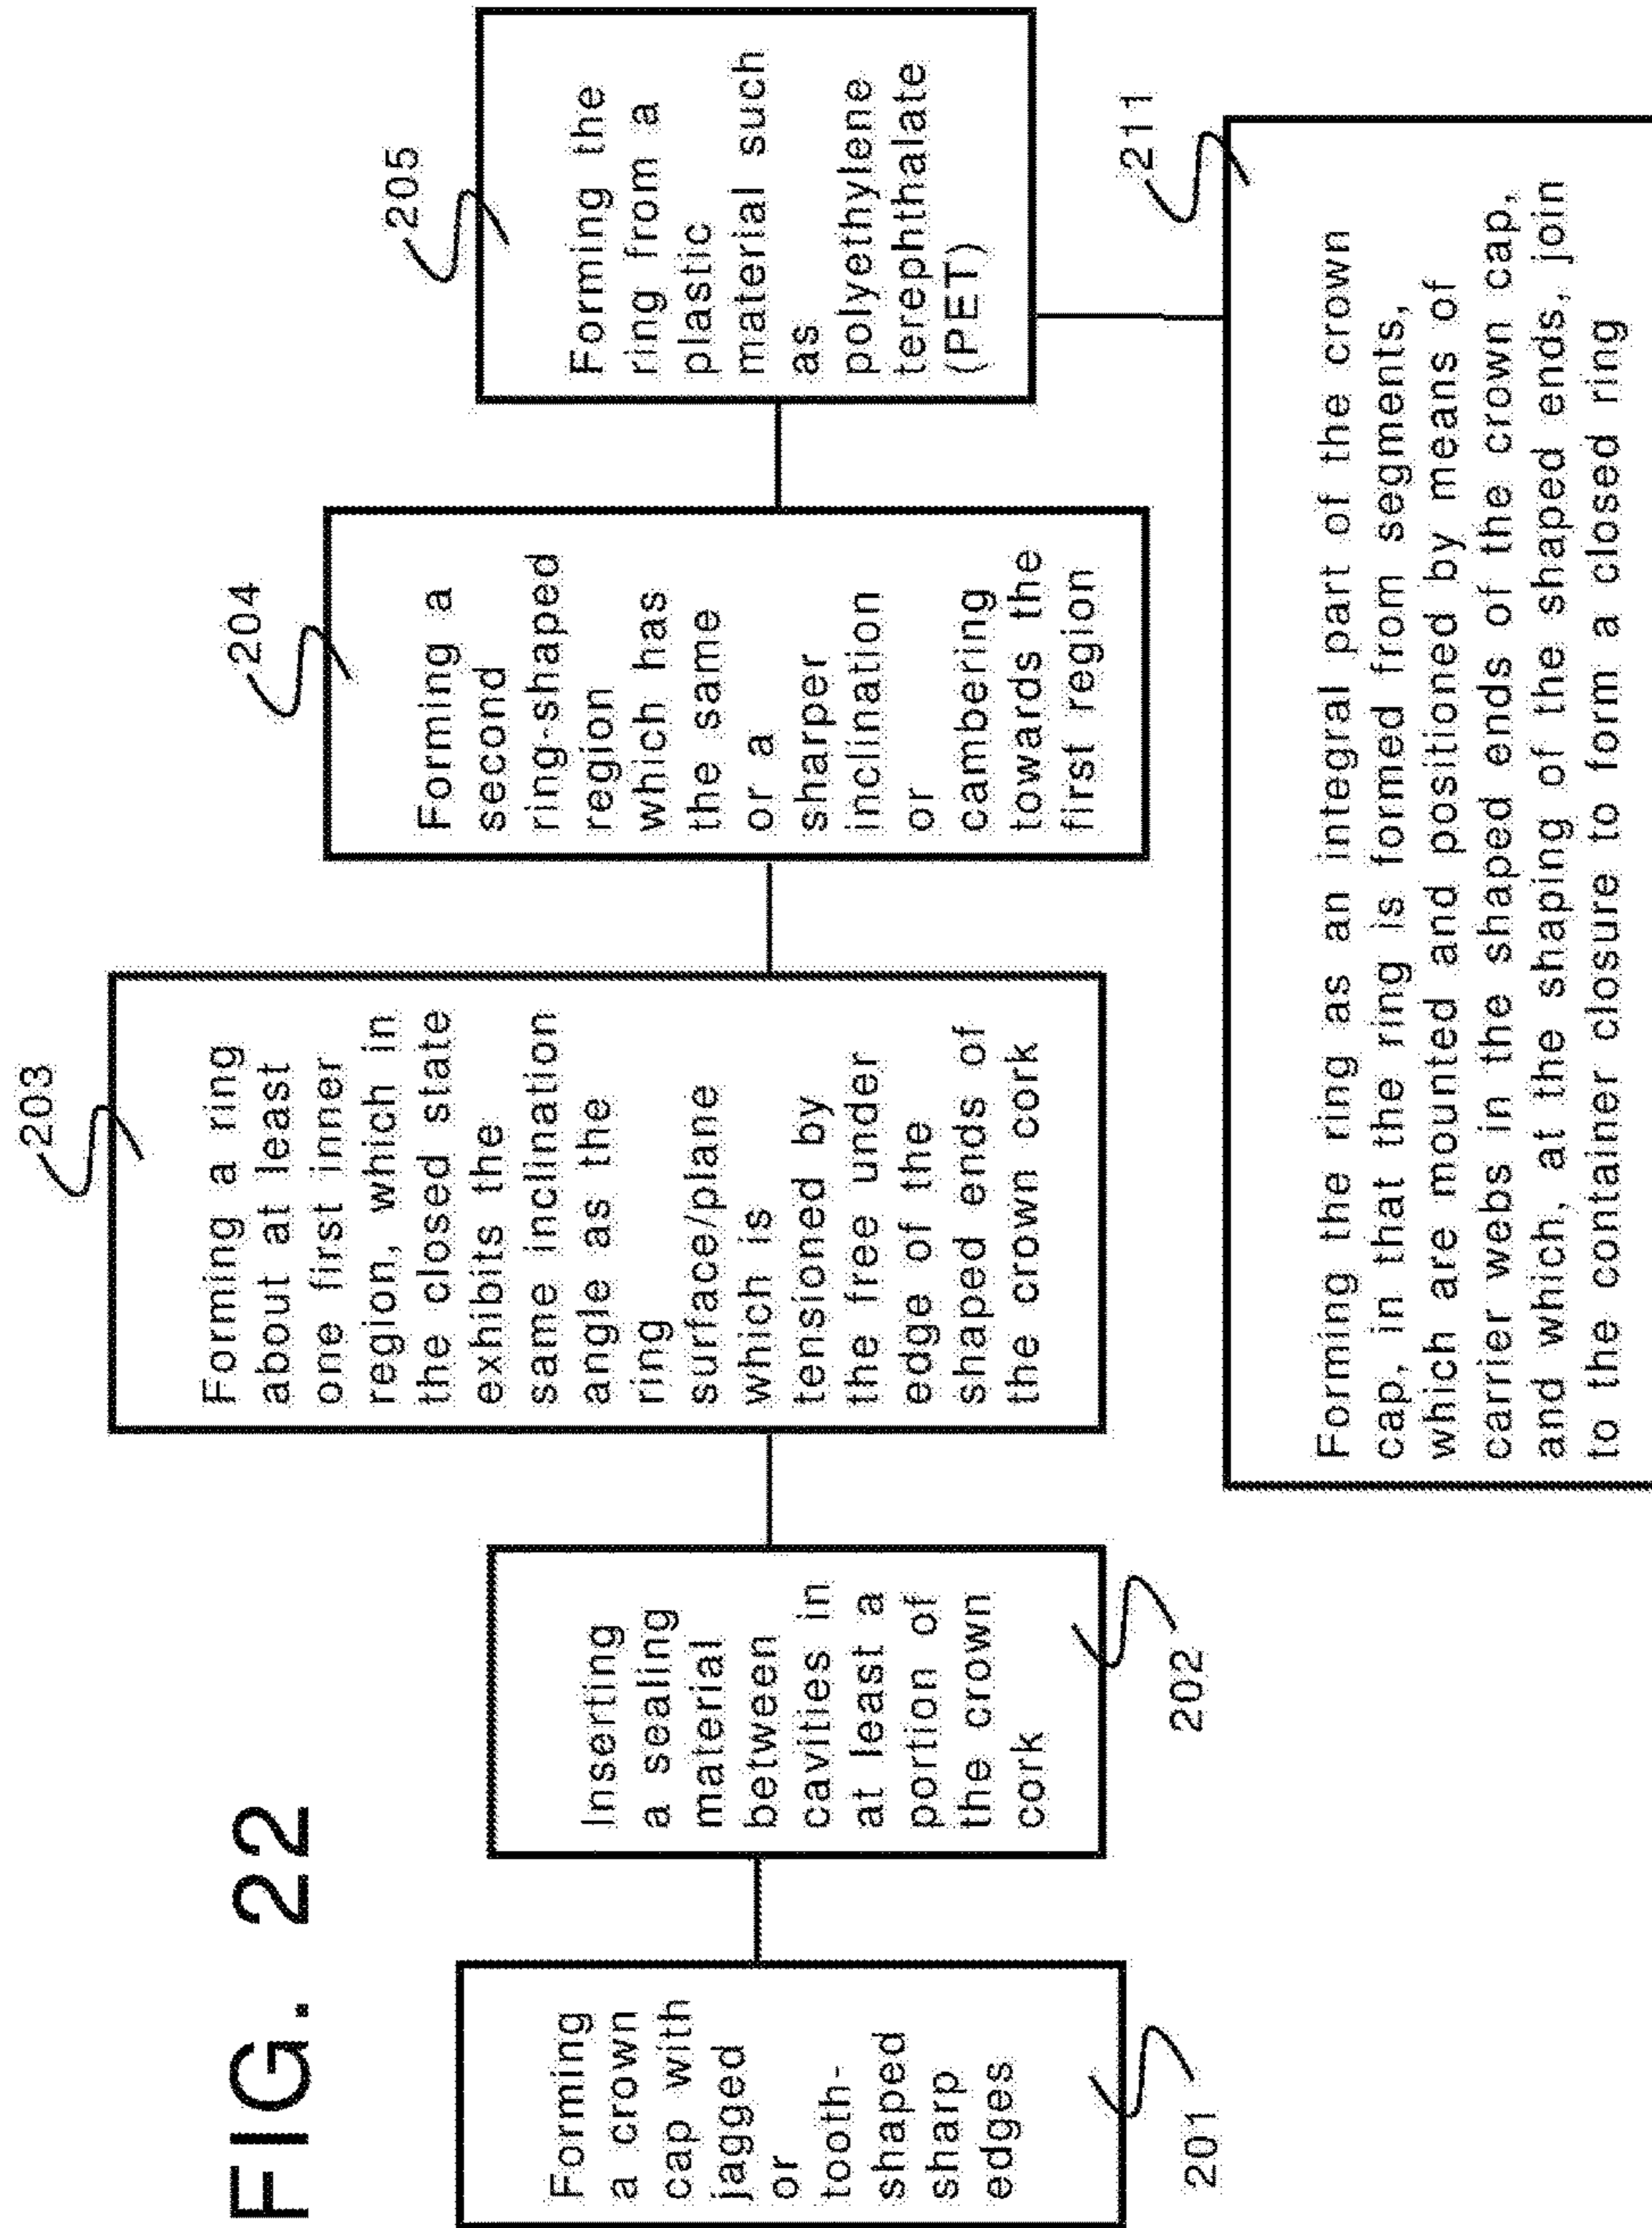 FIG. 22
201
Forming
a crown
cap with
jagged
or
tooth-
shaped
sharp
edges
202
Inserting
a sealing
material
between
cavities in
at least a
portion of
the crown
cork
203
Forming a ring
about at least
one first inner
region, which in
the closed state
exhibits the
same inclination
angle as the
ring
surface/plane
which is
tensioned by
the free under
edge of the
shaped ends of
the crown cork
204
Forming a
second
ring-shaped
region
which has
the same
or a
sharper
inclination
or
cambering
towards the
first region
205
Forming the
ring from a
plastic
material such
as
polyethylene
terephthalate
(PET)
211
Forming the ring as an integral part of the crown
cap, in that the ring is formed from segments,
which are mounted and positioned by means of
carrier webs in the shaped ends of the crown cap,
and which, at the shaping of the shaped ends, join
to the container closure to form a closed ring